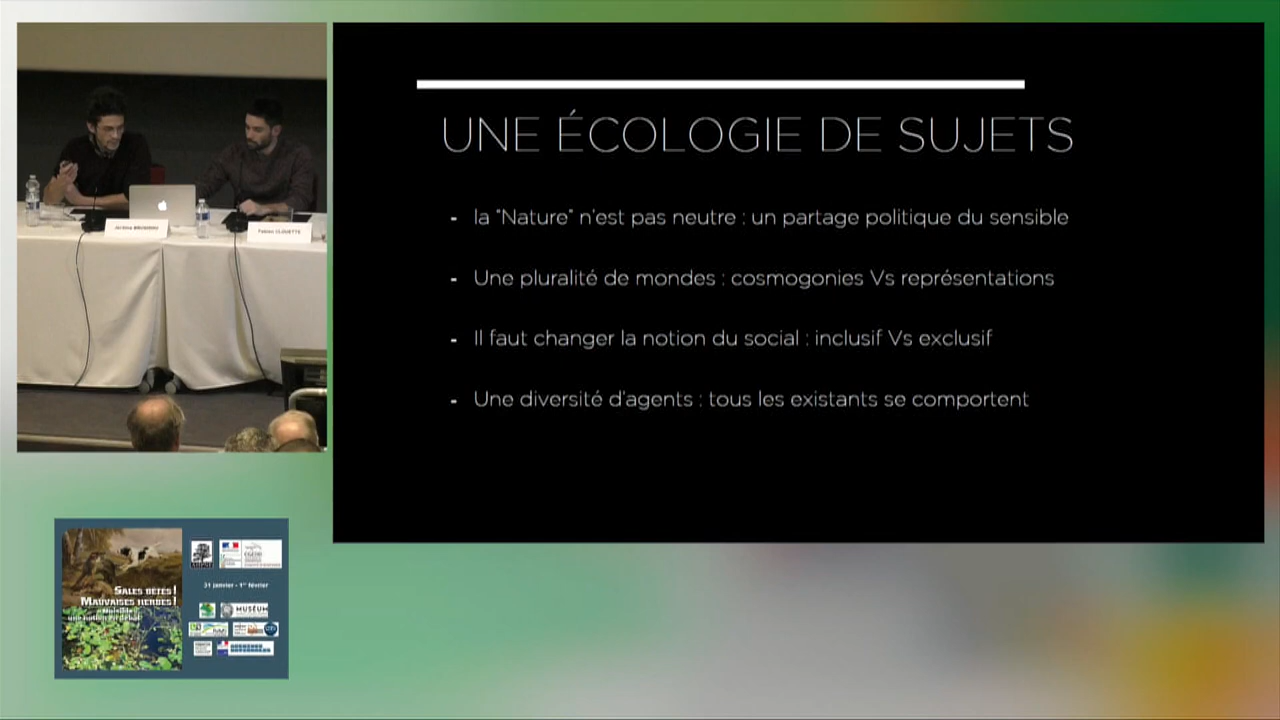 UNE ÉCOLOGIE DE SUJETS
- la "Nature" n'est pas neutre : un partage politique du sensible
- Une pluralité de mondes : cosmogonies Vs représentations
- Il faut changer la notion du social : inclusif Vs exclusif
- Une diversité d'agents : tous les existants se comportent
Fabien CLOUETTE
SALES BÊTES !
MAUVAISES HERBES !
31 janvier - 1er février
MUSÉUM